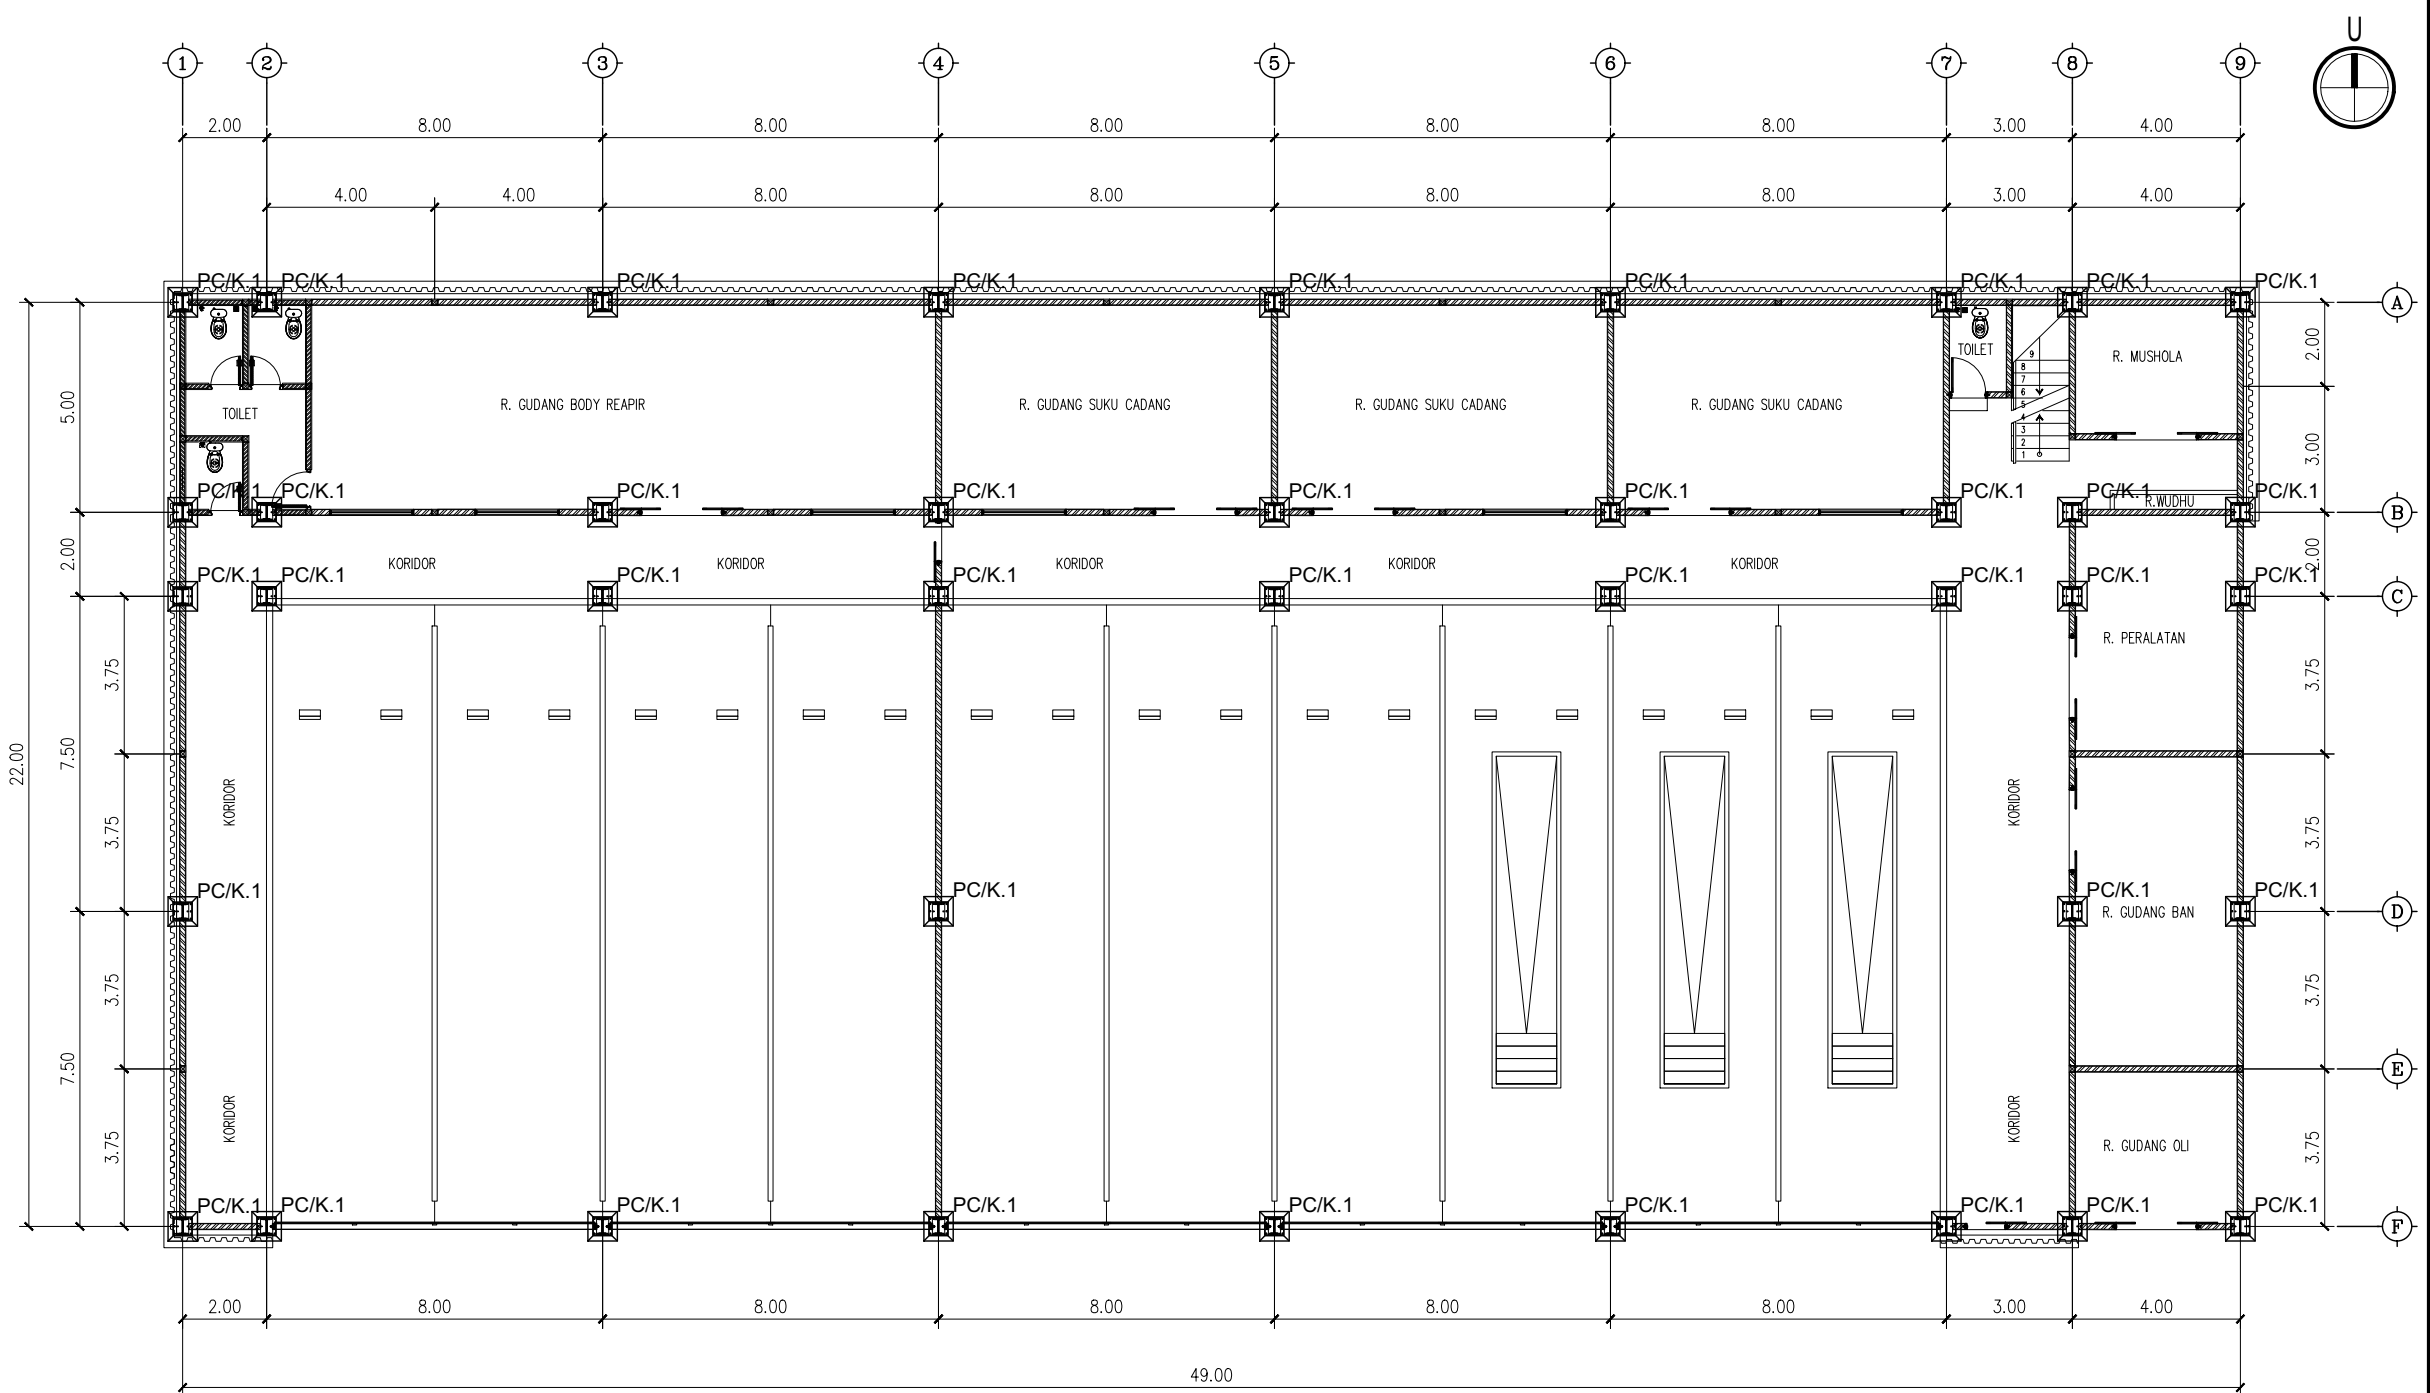 U
1 2 3 4 5 6 7 8 9
2.00 8.00 8.00 8.00 8.00 8.00 3.00 4.00
4.00 4.00 8.00 8.00 8.00 8.00 3.00 4.00
PC/K.1 PC/K.1 PC/K.1 PC/K.1 PC/K.1 PC/K.1 PC/K.1 PC/K.1 PC/K.1
A
2.00
TOILET
R. MUSHOLA
9
8
7
6
5
4
3
2
1
5.00
TOILET
R. GUDANG BODY REAPIR
R. GUDANG SUKU CADANG
R. GUDANG SUKU CADANG
R. GUDANG SUKU CADANG
3.00
PC/K.1 PC/K.1 PC/K.1 PC/K.1 PC/K.1 PC/K.1 PC/K.1 PC/K.1 PC/K.1
R.WUDHU
B
2.00
KORIDOR KORIDOR KORIDOR KORIDOR KORIDOR
2.00
PC/K.1 PC/K.1 PC/K.1 PC/K.1 PC/K.1 PC/K.1 PC/K.1 PC/K.1 PC/K.1
C
R. PERALATAN
3.75
3.75
22.00
7.50
KORIDOR
KORIDOR
3.75
3.75
PC/K.1 PC/K.1 PC/K.1 PC/K.1
R. GUDANG BAN
D
3.75
3.75
7.50
E
KORIDOR
KORIDOR
3.75
R. GUDANG OLI
3.75
PC/K.1 PC/K.1 PC/K.1 PC/K.1 PC/K.1 PC/K.1 PC/K.1 PC/K.1 PC/K.1
F
2.00 8.00 8.00 8.00 8.00 8.00 3.00 4.00
49.00